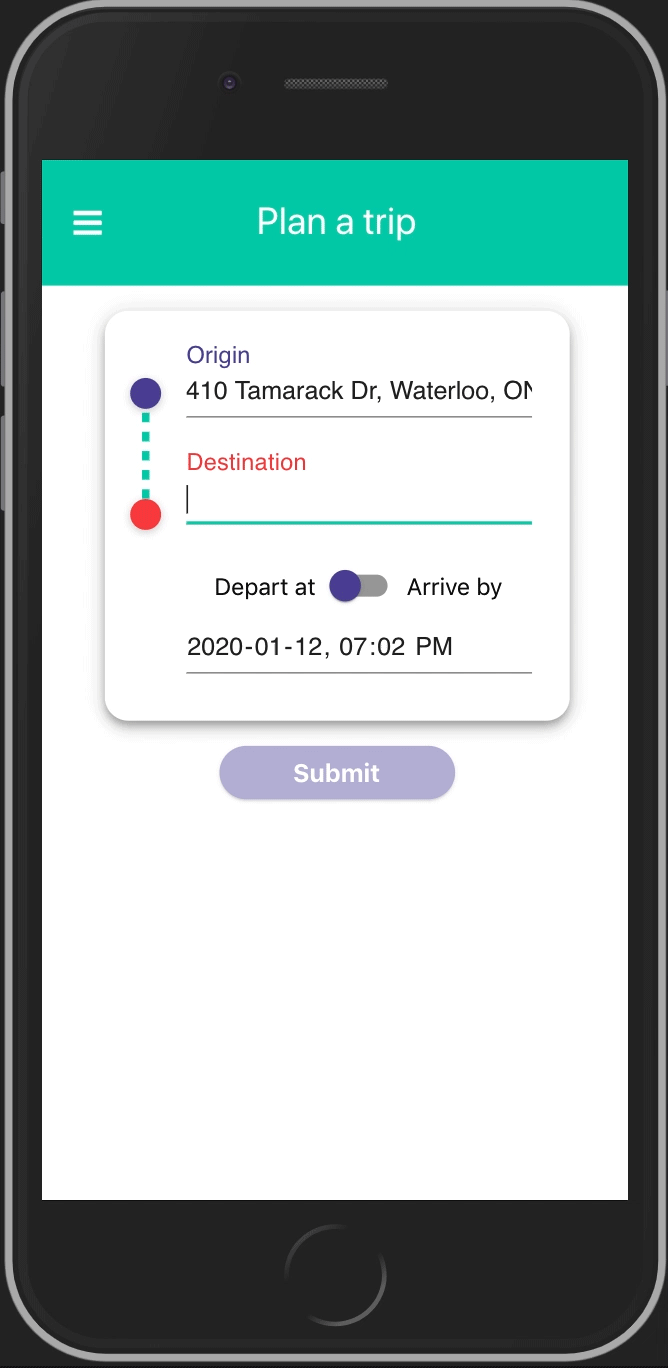 Plan a trip
Origin
410 Tamarack Dr, Waterloo, ON
Destination
Depart at Arrive by
2020-01-12, 07:02 PM
Submit